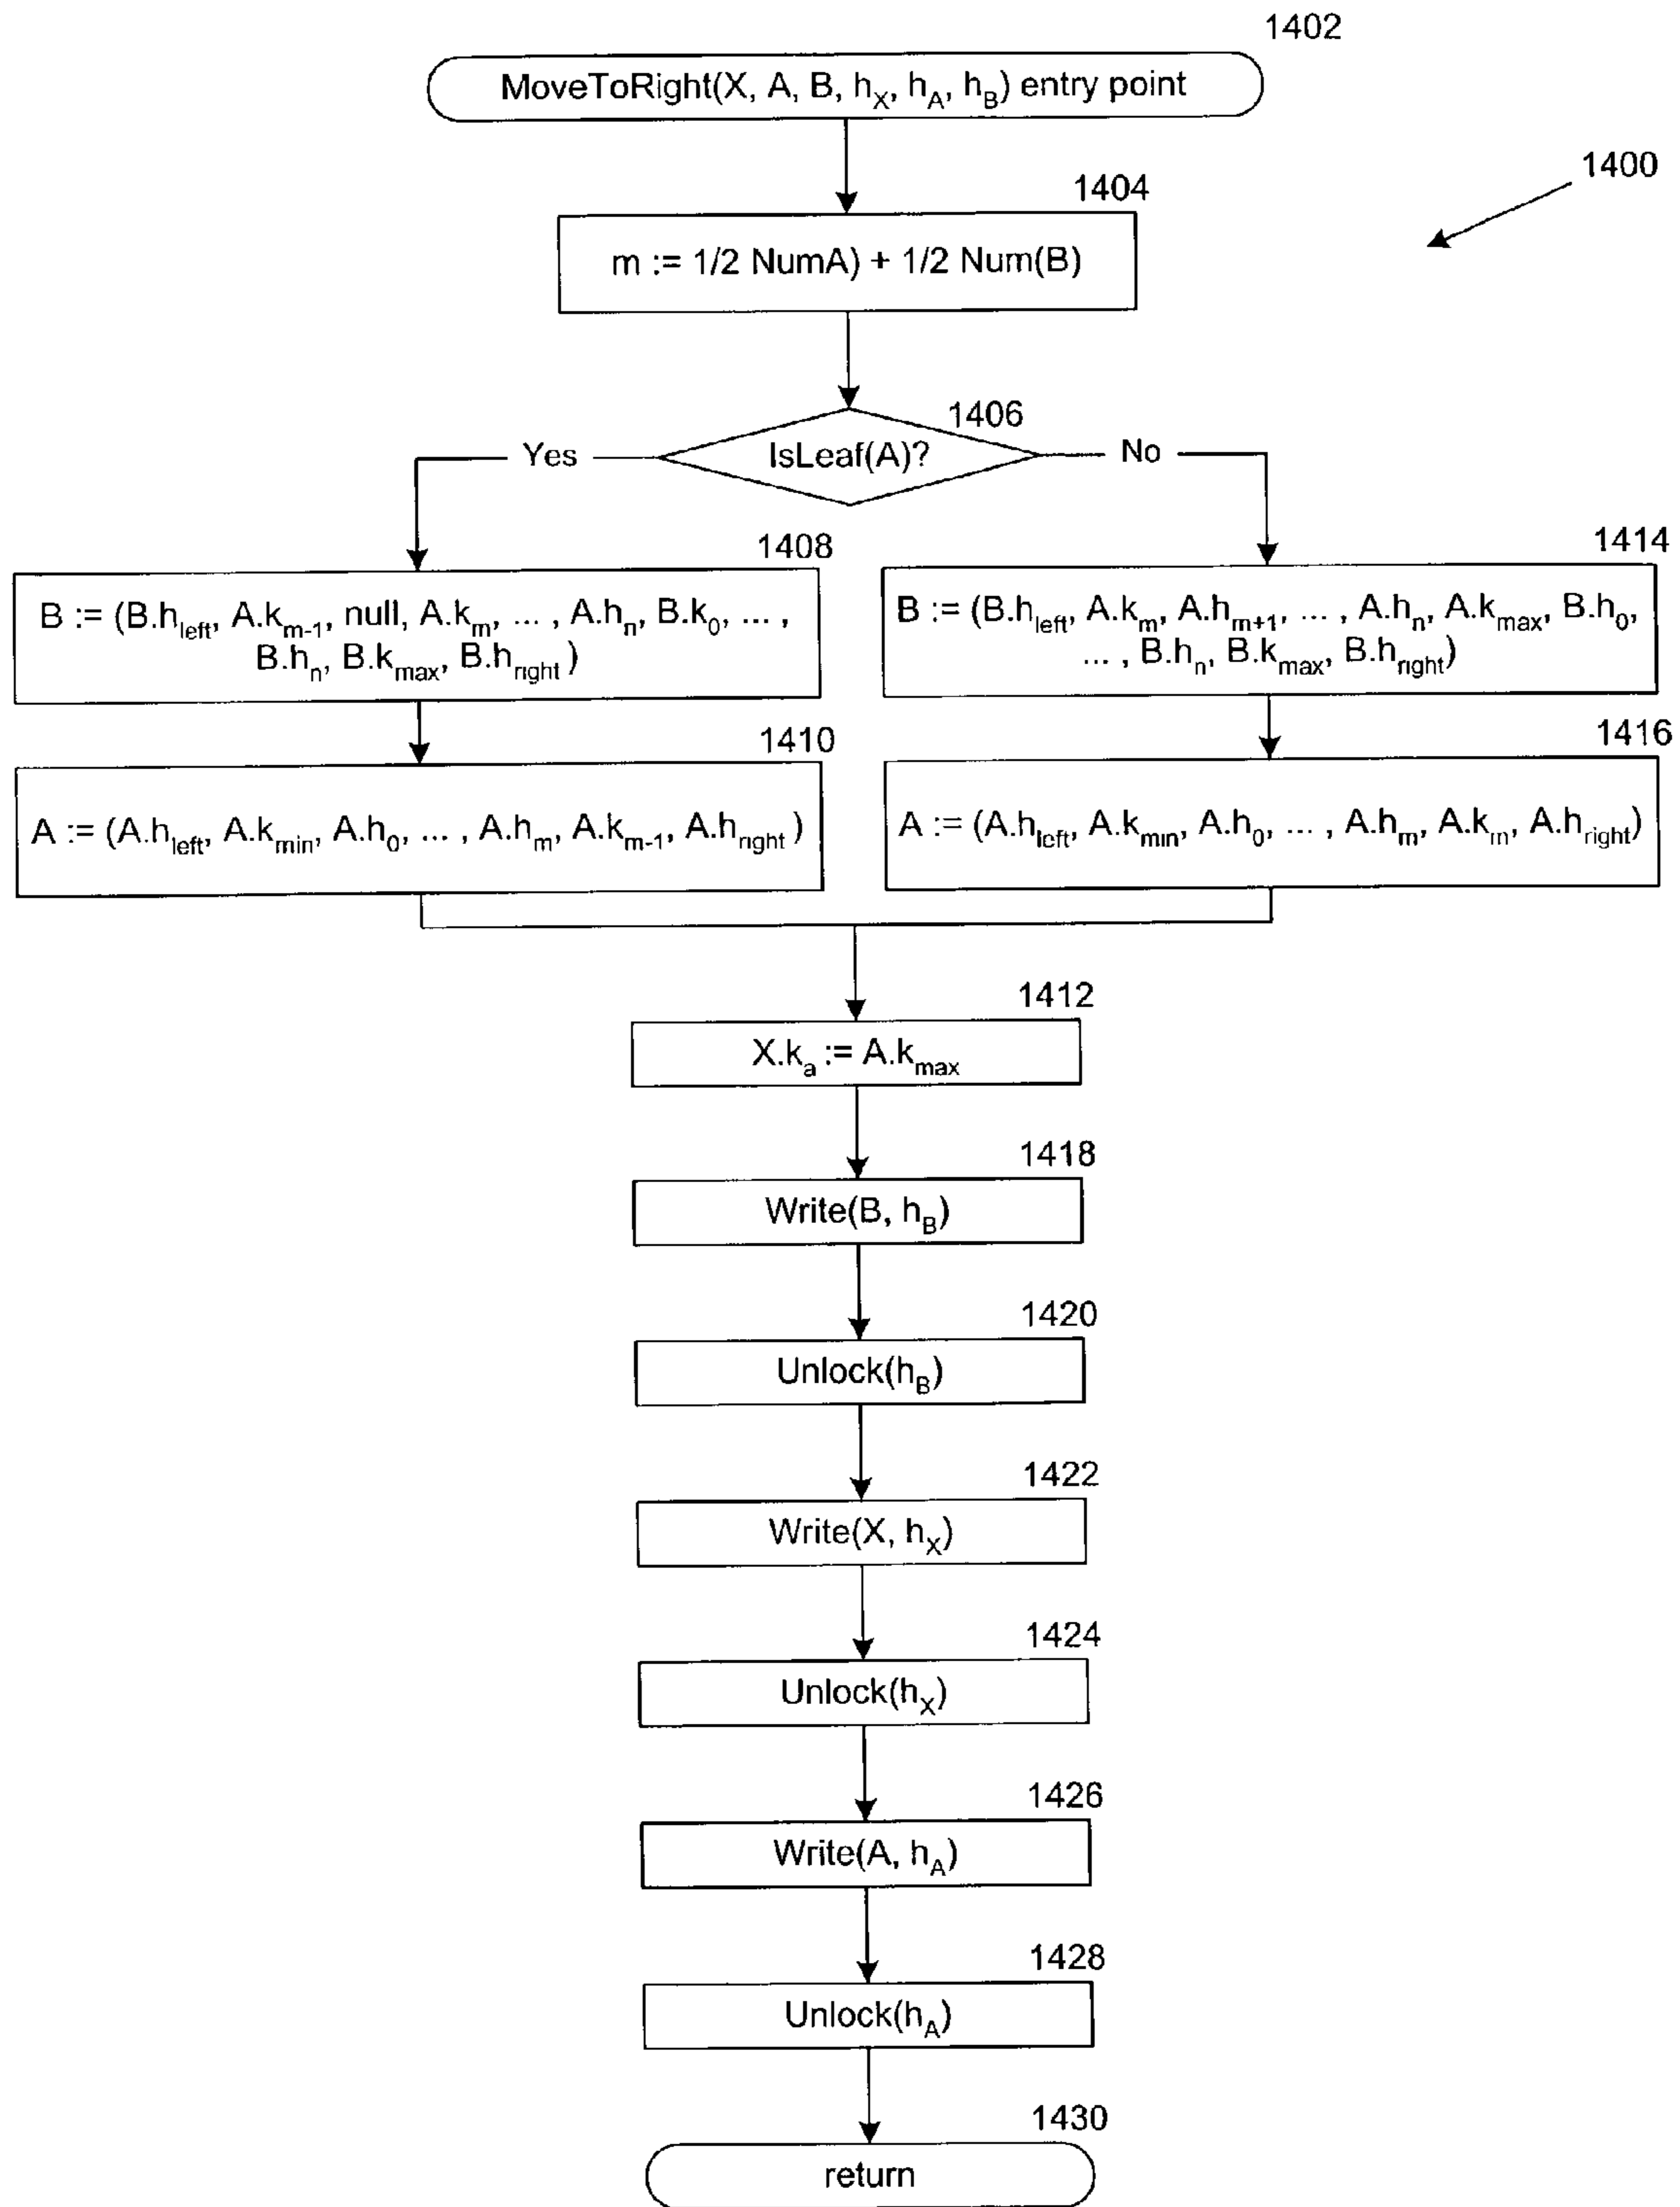 1402
MoveToRight(X, A, B, hX, hA, hB) entry point
1400
1404
m := 1/2 NumA) + 1/2 Num(B)
1406
Yes
IsLeaf(A)?
No
1408
B := (B.hleft, A.km-1, null, A.km, ... , A.hn, B.k0, ... ,
B.hn, B.kmax, B.hright)
1414
B := (B.hleft, A.km, A.hm+1, ... , A.hn, A.kmax, B.h0,
... , B.hn, B.kmax, B.hright)
1410
A := (A.hleft, A.kmin, A.h0, ... , A.hm, A.km-1, A.hright)
1416
A := (A.hleft, A.kmin, A.h0, ... , A.hm, A.km, A.hright)
1412
X.ka := A.kmax
1418
Write(B, hB)
1420
Unlock(hB)
1422
Write(X, hX)
1424
Unlock(hX)
1426
Write(A, hA)
1428
Unlock(hA)
1430
return